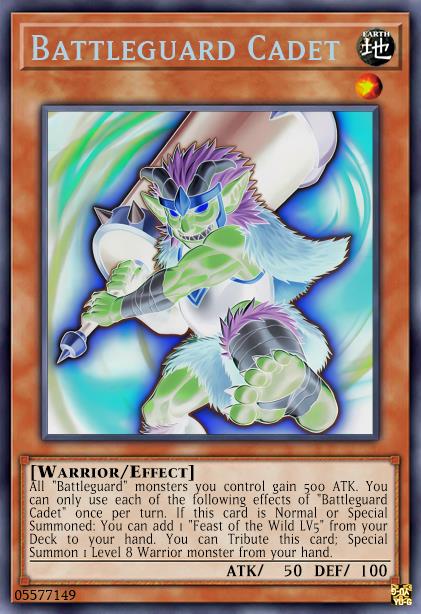 BATTLEGUARD CADET
EARTH
地
[WARRIOR/EFFECT]
All "Battleguard" monsters you control gain 500 ATK. You
can only use each of the following effects of "Battleguard
Cadet" once per turn. If this card is Normal or Special
Summoned: You can add 1 "Feast of the Wild LV5" from your
Deck to your hand. You can Tribute this card; Special
Summon 1 Level 8 Warrior monster from your hand.
ATK/ 50 DEF/ 100
05577149